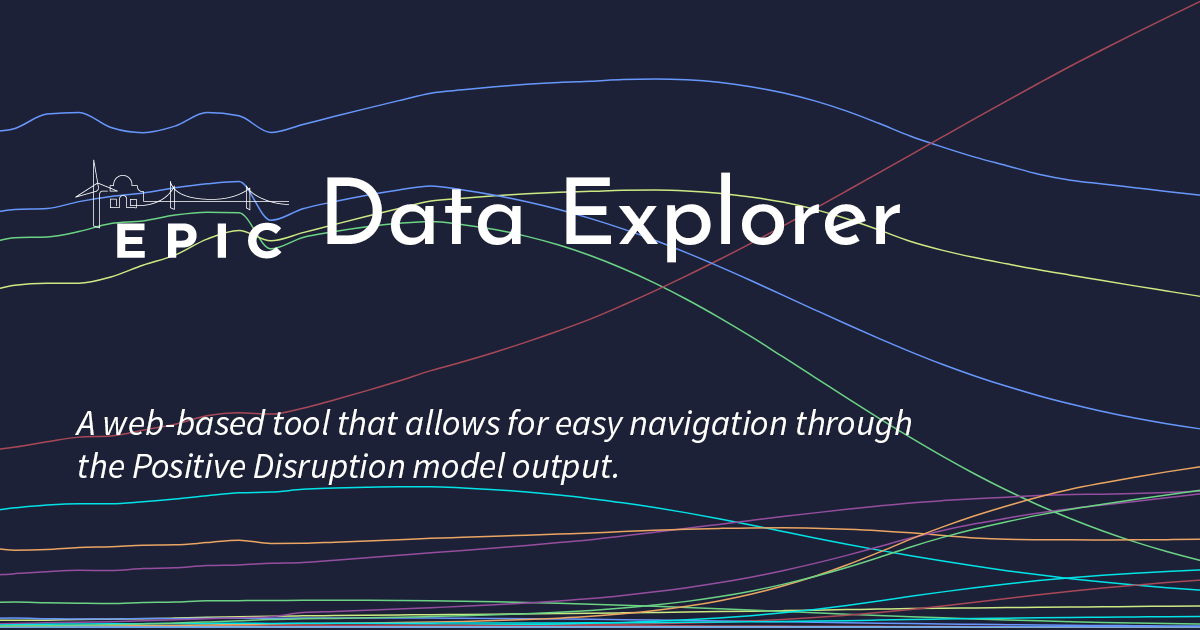 EPIC Data Explorer
A web-based tool that allows for easy navigation through
the Positive Disruption model output.